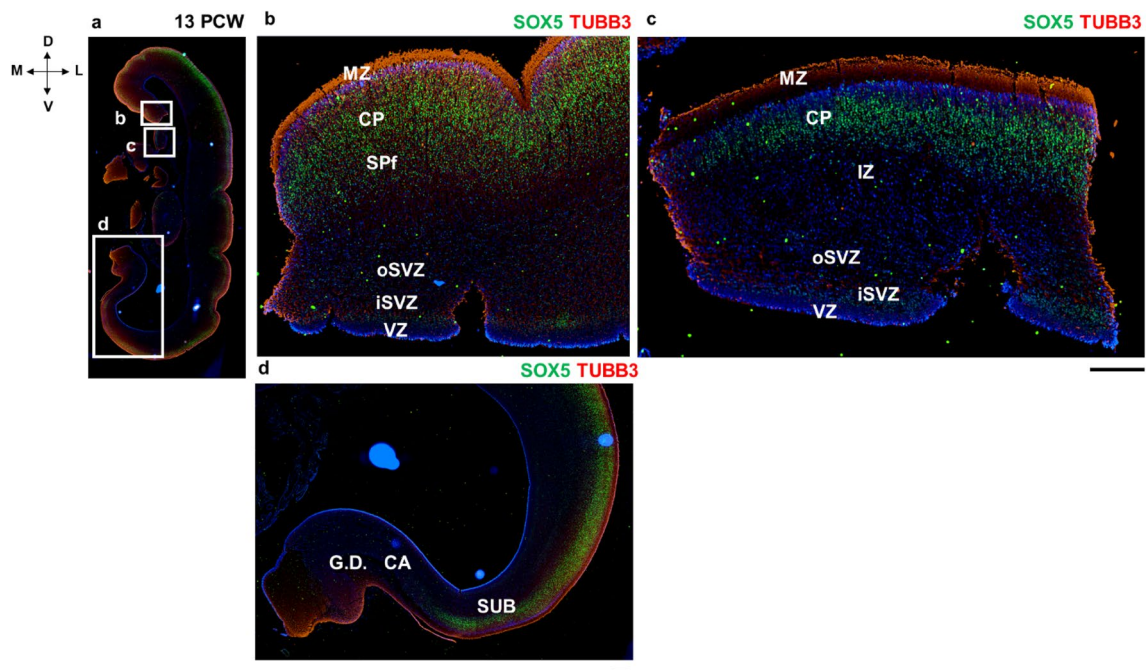 a
13 PCW
b
SOX5 TUBB3
c
SOX5 TUBB3
D
M
L
V
b
c
d
MZ
CP
SPf
oSVZ
iSVZ
VZ
MZ
CP
IZ
oSVZ
iSVZ
VZ
d
SOX5 TUBB3
G.D.
CA
SUB